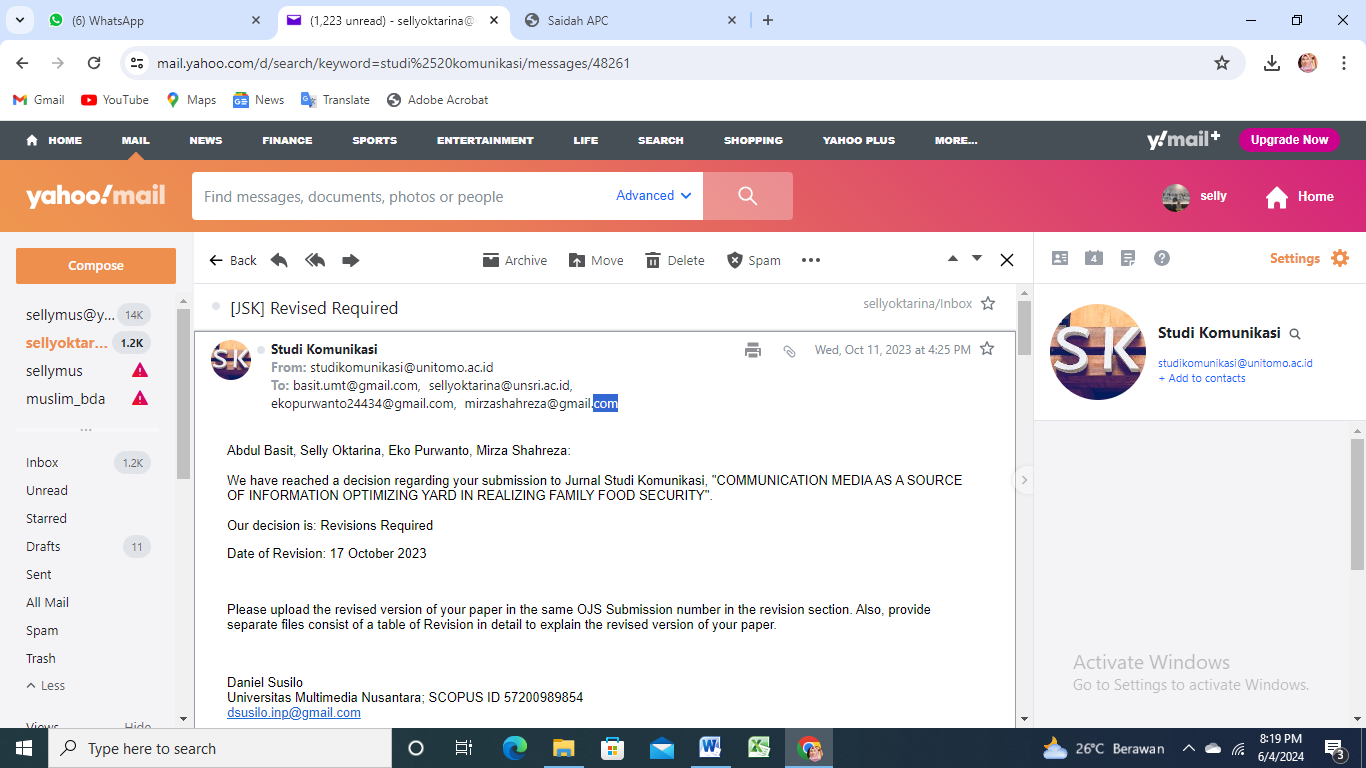 (6) WhatsApp
(1,223 unread) - sellyoktarina@
Saidah APC
mail.yahoo.com/d/search/keyword=studi%2520komunikasi/messages/48261
Gmail YouTube Maps News Translate Adobe Acrobat
HOME MAIL NEWS FINANCE SPORTS ENTERTAINMENT LIFE SEARCH SHOPPING YAHOO PLUS MORE... y!mail+ Upgrade Now
yahoo!mail Find messages, documents, photos or people Advanced selly Home
Compose
sellymus@y... 14K
sellyoktar... 1.2K
sellymus
muslim_bda
Inbox 1.2K
Unread
Starred
Drafts 11
Sent
All Mail
Spam
Trash
Less
Views Hide
Back Archive Move Delete Spam
[JSK] Revised Required sellyoktarina/Inbox
SK
Studi Komunikasi Wed, Oct 11, 2023 at 4:25 PM
From: studikomunikasi@unitomo.ac.id
To: basit.umt@gmail.com, sellyoktarina@unsri.ac.id,
ekopurwanto24434@gmail.com, mirzashahreza@gmail.com
Abdul Basit, Selly Oktarina, Eko Purwanto, Mirza Shahreza:
We have reached a decision regarding your submission to Jurnal Studi Komunikasi, "COMMUNICATION MEDIA AS A SOURCE
OF INFORMATION OPTIMIZING YARD IN REALIZING FAMILY FOOD SECURITY".
Our decision is: Revisions Required
Date of Revision: 17 October 2023
Please upload the revised version of your paper in the same OJS Submission number in the revision section. Also, provide
separate files consist of a table of Revision in detail to explain the revised version of your paper.
Daniel Susilo
Universitas Multimedia Nusantara; SCOPUS ID 57200989854
dsusilo.inp@gmail.com
4 Settings
SK
Studi Komunikasi
studikomunikasi@unitomo.ac.id
+ Add to contacts
Activate Windows
Go to Settings to activate Windows.
Type here to search
26°C Berawan
8:19 PM
6/4/2024
3